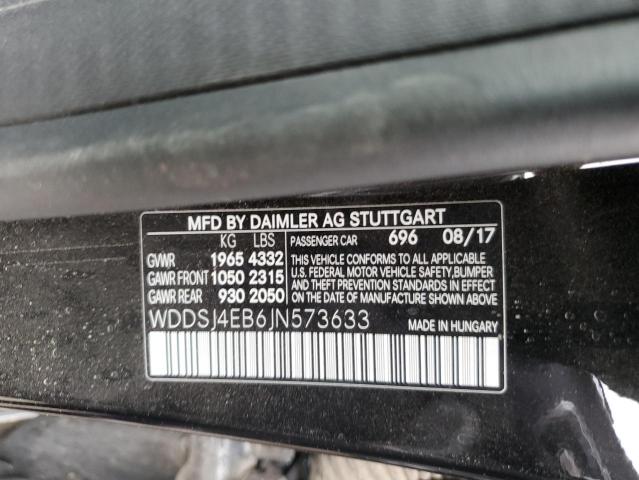 MFD BY DAIMLER AG STUTTGART
KG LBS
GVWR 1965 4332
GAWR FRONT 1050 2315
GAWR REAR 930 2050
PASSENGER CAR 696 08/17
THIS VEHICLE CONFORMS TO ALL APPLICABLE
U.S. FEDERAL MOTOR VEHICLE SAFETY, BUMPER
AND THEFT PREVENTION STANDARDS IN EFFECT
ON THE DATE OF MANUFACTURE SHOWN ABOVE.
WDDSJ4EB6JN573633 MADE IN HUNGARY